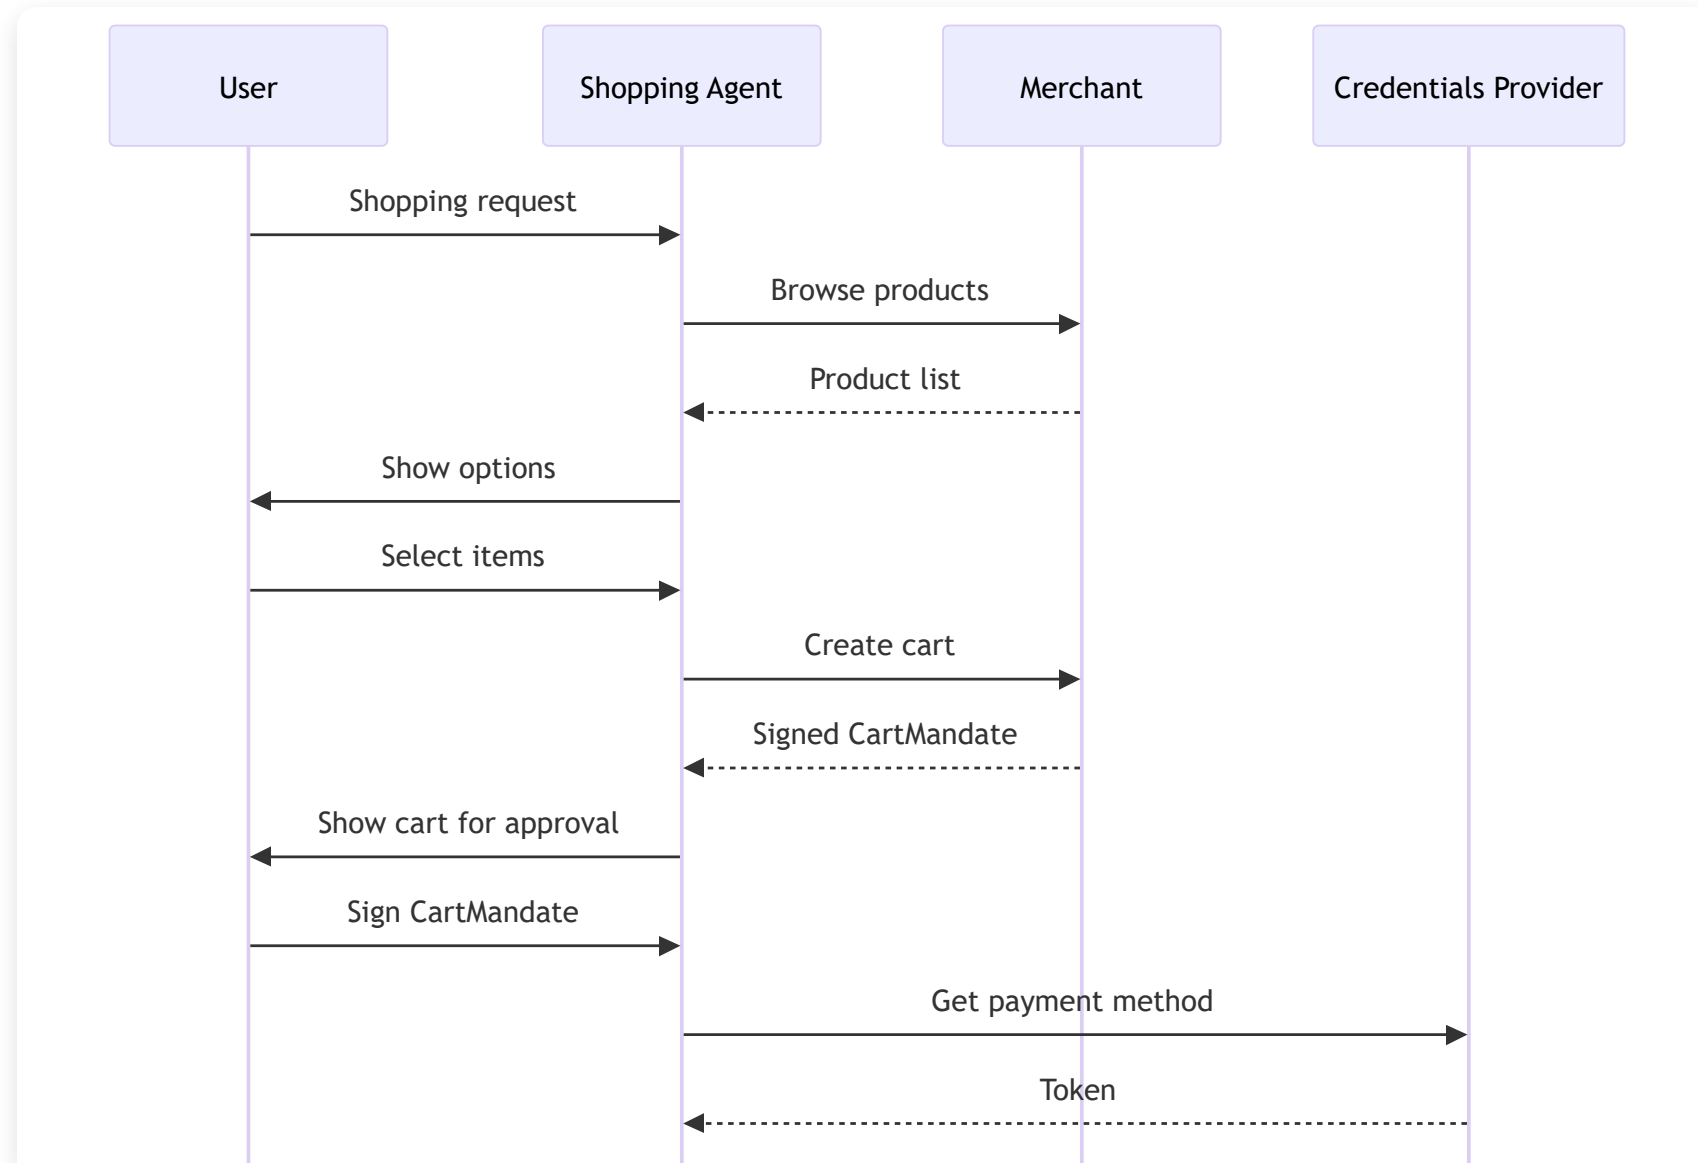 User
Shopping Agent
Merchant
Credentials Provider
Shopping request
Browse products
Product list
Show options
Select items
Create cart
Signed CartMandate
Show cart for approval
Sign CartMandate
Get payment method
Token